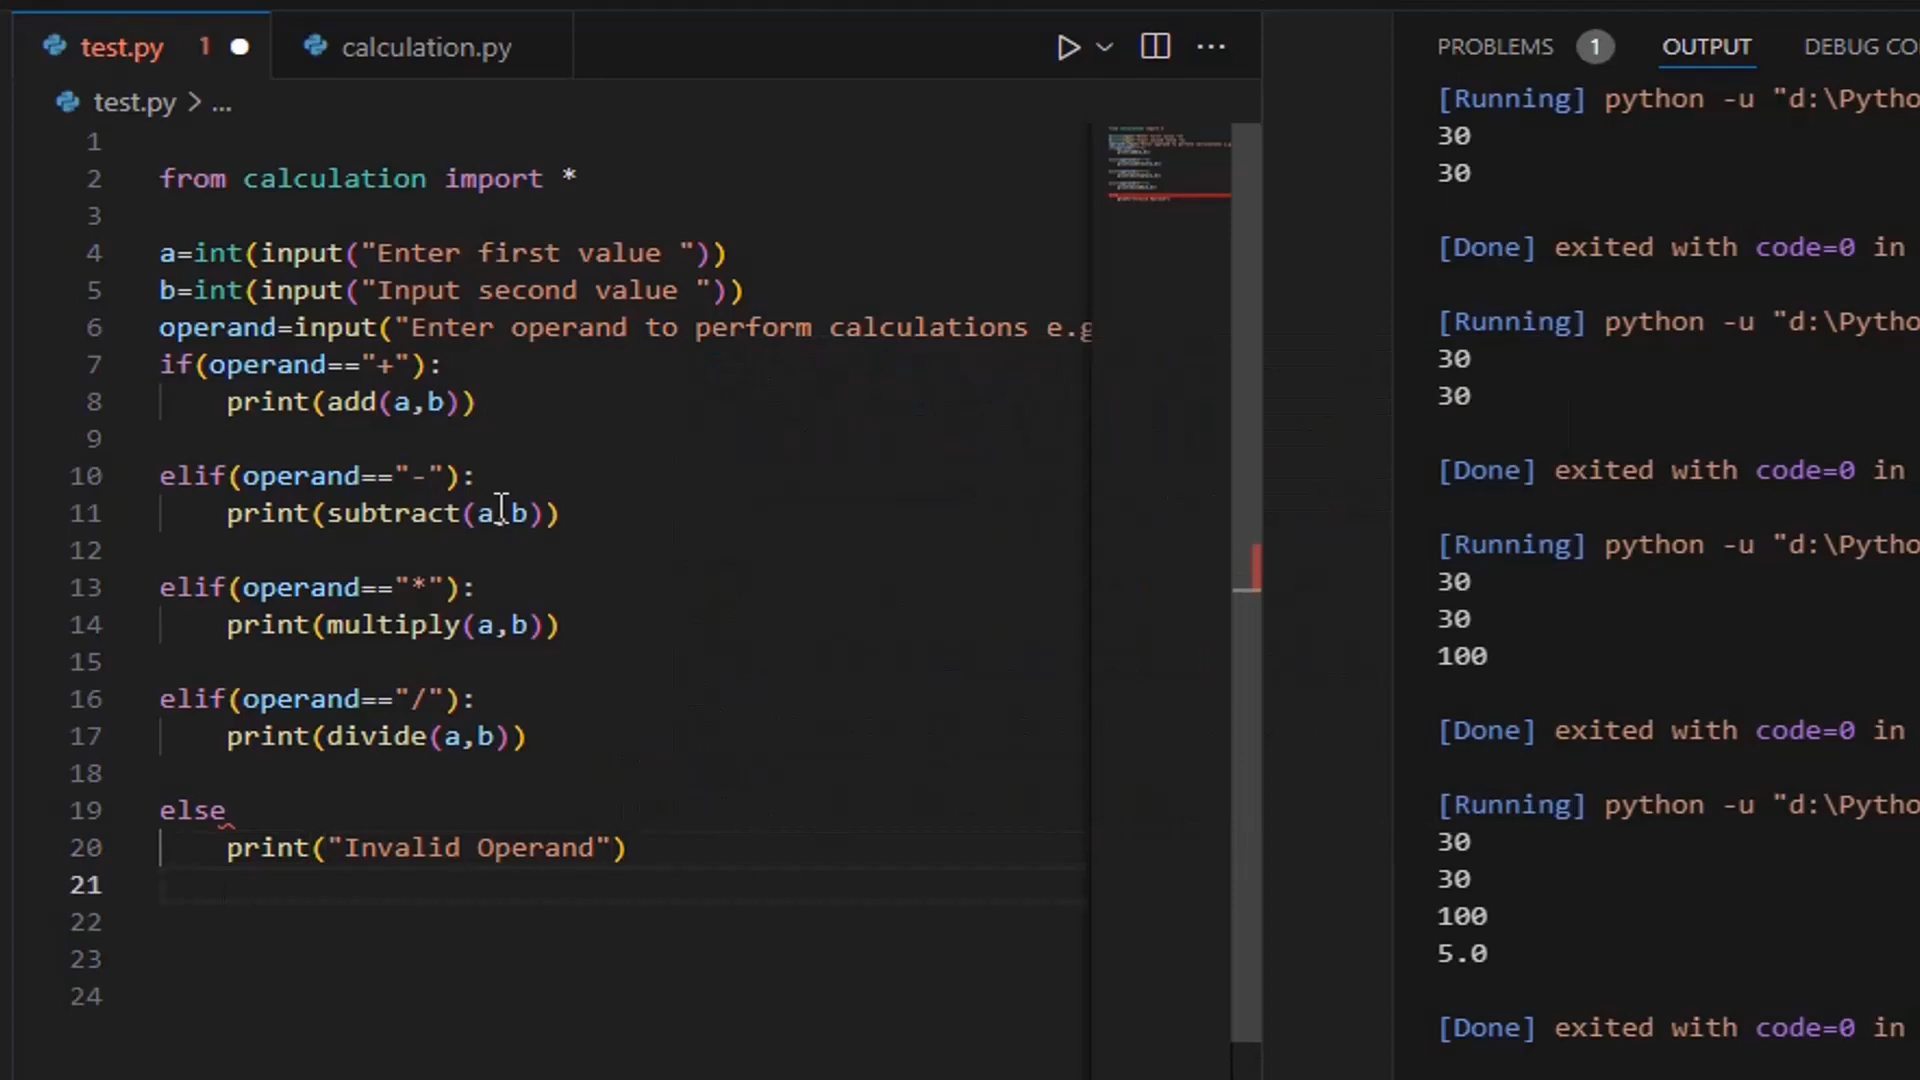 test.py 1
calculation.py
test.py > ...
1
2 from calculation import *
3
4 a=int(input("Enter first value "))
5 b=int(input("Input second value "))
6 operand=input("Enter operand to perform calculations e.g
7 if(operand=="+"):
8 print(add(a,b))
9
10 elif(operand=="-"):
11 print(subtract(a,b))
12
13 elif(operand=="*"):
14 print(multiply(a,b))
15
16 elif(operand=="/"):
17 print(divide(a,b))
18
19 else
20 print("Invalid Operand")
21
22
23
24
PROBLEMS 1 OUTPUT DEBUG CO
[Running] python -u "d:\Pytho
30
30
[Done] exited with code=0 in
[Running] python -u "d:\Pytho
30
30
[Done] exited with code=0 in
[Running] python -u "d:\Pytho
30
30
100
[Done] exited with code=0 in
[Running] python -u "d:\Pytho
30
30
100
5.0
[Done] exited with code=0 in